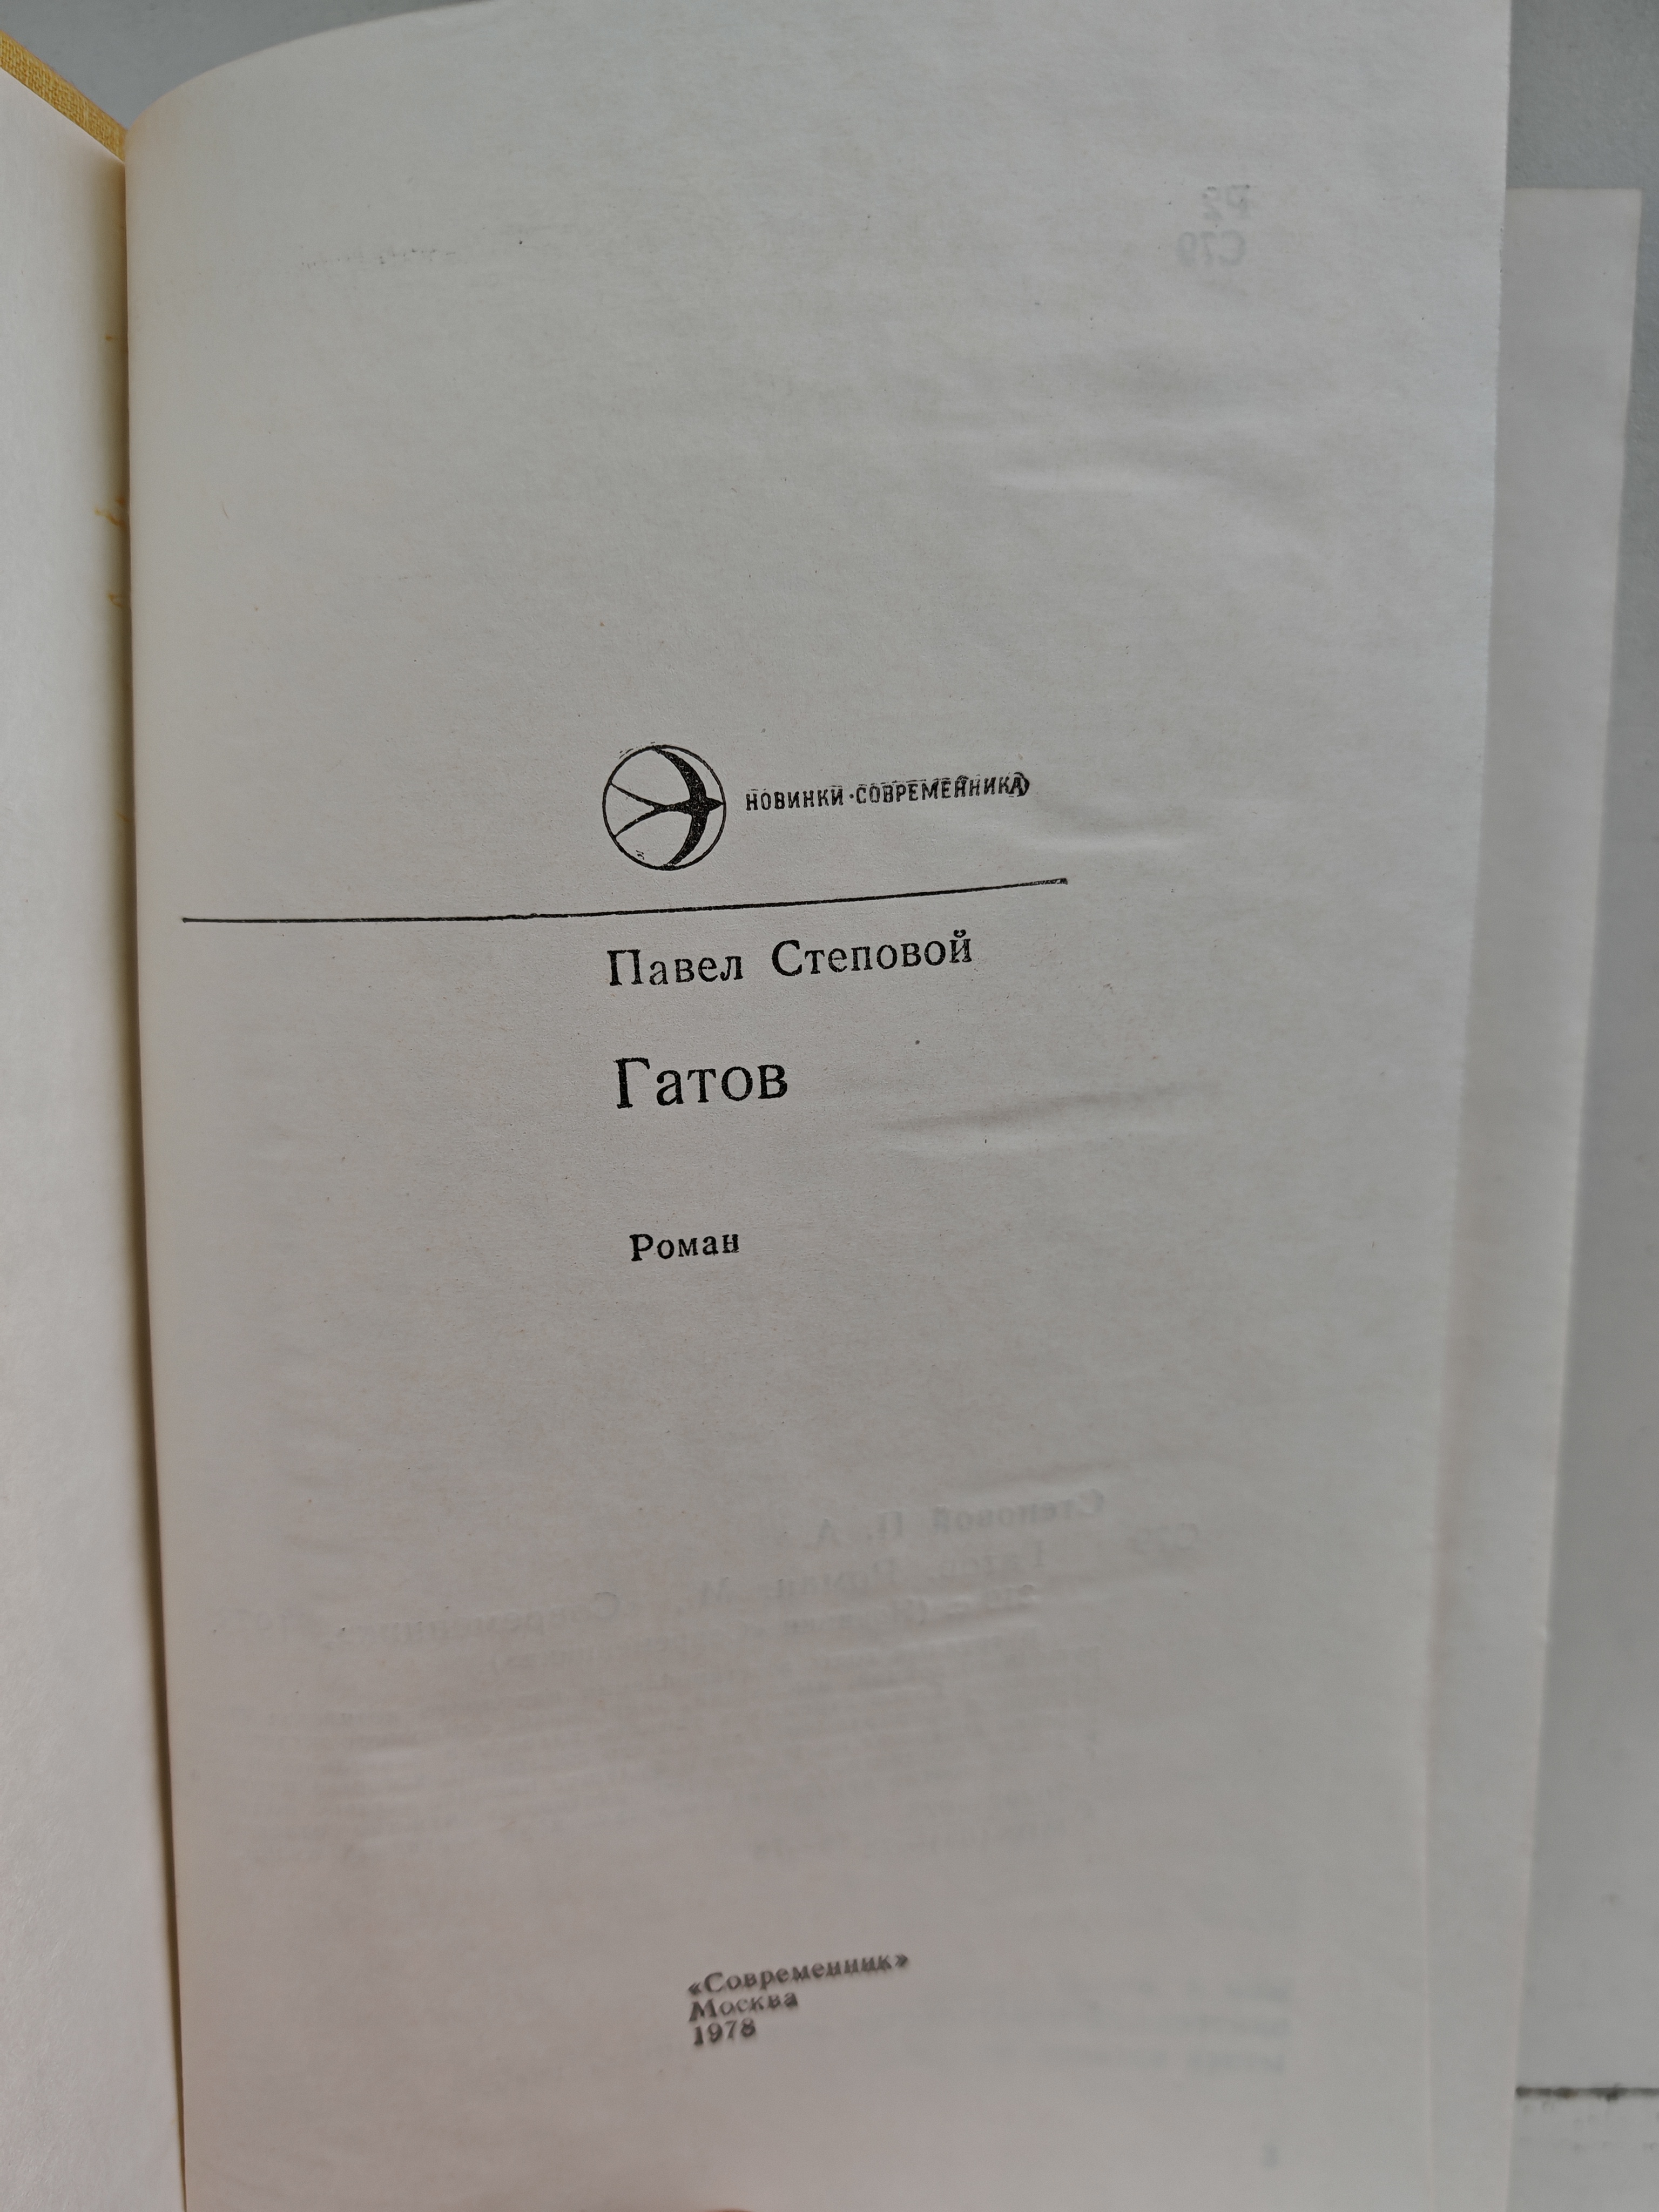 НОВИНКИ·СОВРЕМЕННИКА
Павел Степовой
Гатов
Роман
«Современник»
Москва
1978